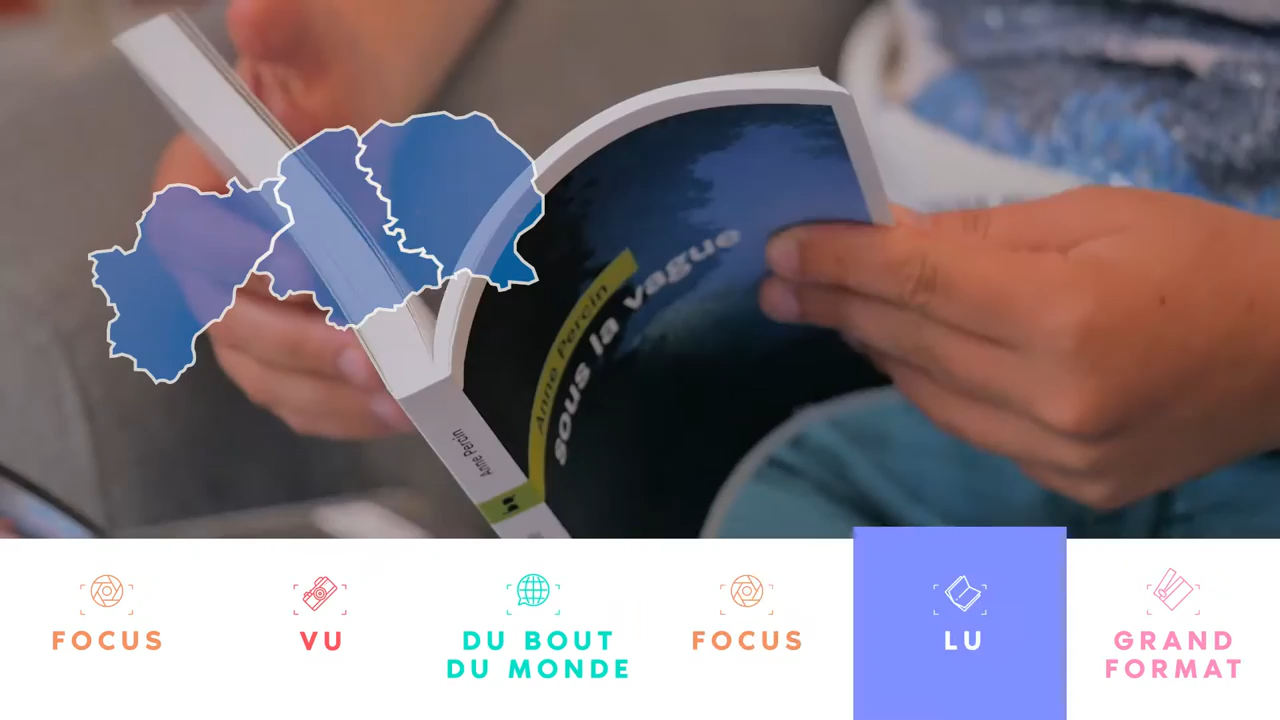 sous la vague
Anne Percin
Anne Percin
FOCUS
VU
DU BOUT
DU MONDE
FOCUS
LU
GRAND
FORMAT